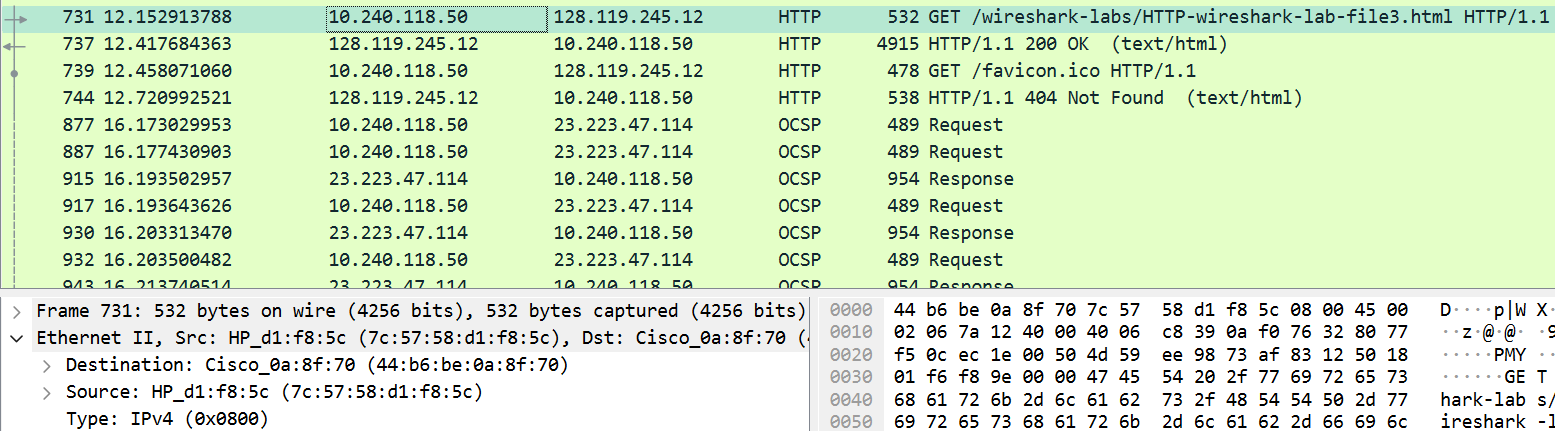 731 12.152913788 10.240.118.50 128.119.245.12 HTTP 532 GET /wireshark-labs/HTTP-wireshark-lab-file3.html HTTP/1.1
737 12.417684363 128.119.245.12 10.240.118.50 HTTP 4915 HTTP/1.1 200 OK (text/html)
739 12.458071060 10.240.118.50 128.119.245.12 HTTP 478 GET /favicon.ico HTTP/1.1
744 12.720992521 128.119.245.12 10.240.118.50 HTTP 538 HTTP/1.1 404 Not Found (text/html)
877 16.173029953 10.240.118.50 23.223.47.114 OCSP 489 Request
887 16.177430903 10.240.118.50 23.223.47.114 OCSP 489 Request
915 16.193502957 23.223.47.114 10.240.118.50 OCSP 954 Response
917 16.193643626 10.240.118.50 23.223.47.114 OCSP 489 Request
930 16.203313470 23.223.47.114 10.240.118.50 OCSP 954 Response
932 16.203500482 10.240.118.50 23.223.47.114 OCSP 489 Request
943 16.213740514 23.223.47.114 10.240.118.50 OCSP 954 Response
Frame 731: 532 bytes on wire (4256 bits), 532 bytes captured (4256 bits)
Ethernet II, Src: HP_d1:f8:5c (7c:57:58:d1:f8:5c), Dst: Cisco_0a:8f:70 (4
Destination: Cisco_0a:8f:70 (44:b6:be:0a:8f:70)
Source: HP_d1:f8:5c (7c:57:58:d1:f8:5c)
Type: IPv4 (0x0800)
0000 44 b6 be 0a 8f 70 7c 57 58 d1 f8 5c 08 00 45 00 D····p|W X·
0010 02 06 7a 12 40 00 40 06 c8 39 0a f0 76 32 80 77 ··z·@·@· ·9
0020 f5 0c ec 1e 00 50 4d 59 ee 98 73 af 83 12 50 18 ·····PMY ··
0030 01 f6 f8 9e 00 00 47 45 54 20 2f 77 69 72 65 73 ······GE T
0040 68 61 72 6b 2d 6c 61 62 73 2f 48 54 54 50 2d 77 hark-lab s/
0050 69 72 65 73 68 61 72 6b 2d 6c 61 62 2d 66 69 6c ireshark -l